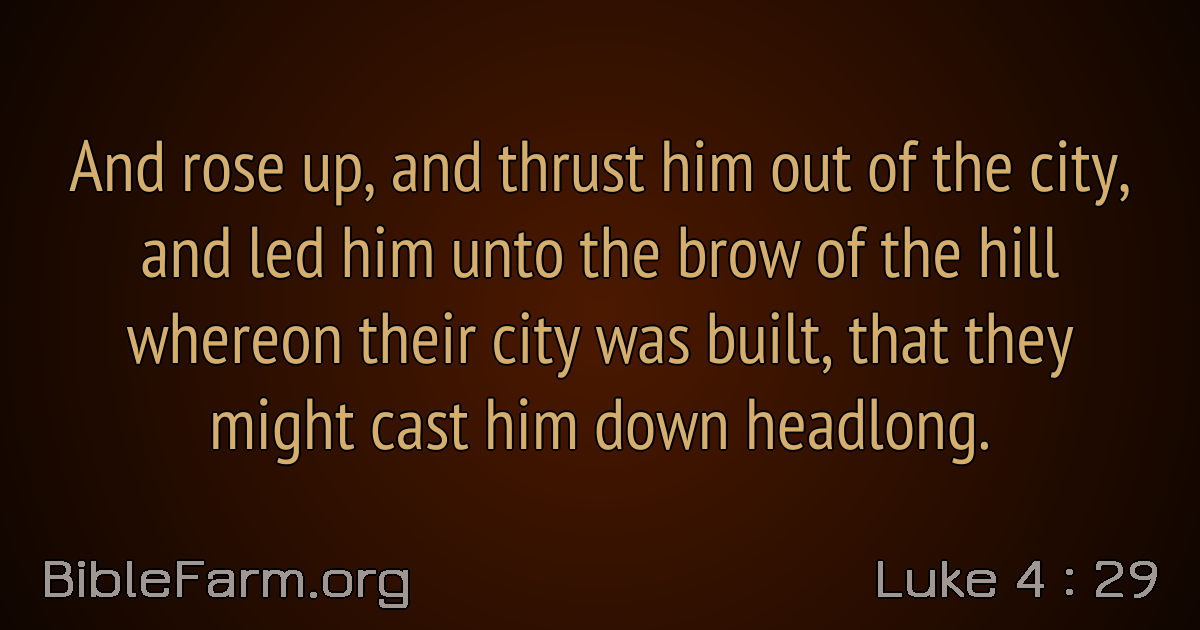 And rose up, and thrust him out of the city,
and led him unto the brow of the hill
whereon their city was built, that they
might cast him down headlong.
BibleFarm.org
Luke 4 : 29